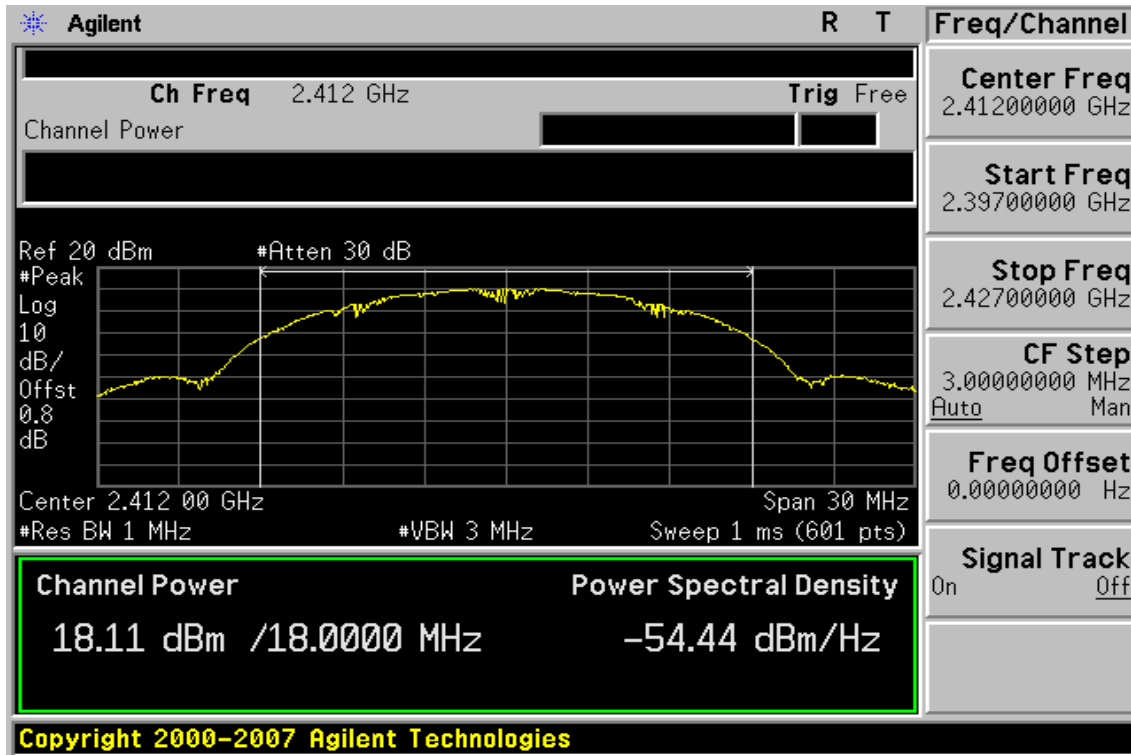 Agilent R T
Freq/Channel
Ch Freq 2.412 GHz Trig Free
Channel Power
Ref 20 dBm #Atten 30 dB
#Peak
Log
10
dB/
Offst
0.8
dB
Center 2.412 00 GHz Span 30 MHz
#Res BW 1 MHz #VBW 3 MHz Sweep 1 ms (601 pts)
Channel Power Power Spectral Density
18.11 dBm /18.0000 MHz -54.44 dBm/Hz
Center Freq
2.41200000 GHz
Start Freq
2.39700000 GHz
Stop Freq
2.42700000 GHz
CF Step
3.00000000 MHz
Auto Man
Freq Offset
0.00000000 Hz
Signal Track
On Off
Copyright 2000-2007 Agilent Technologies